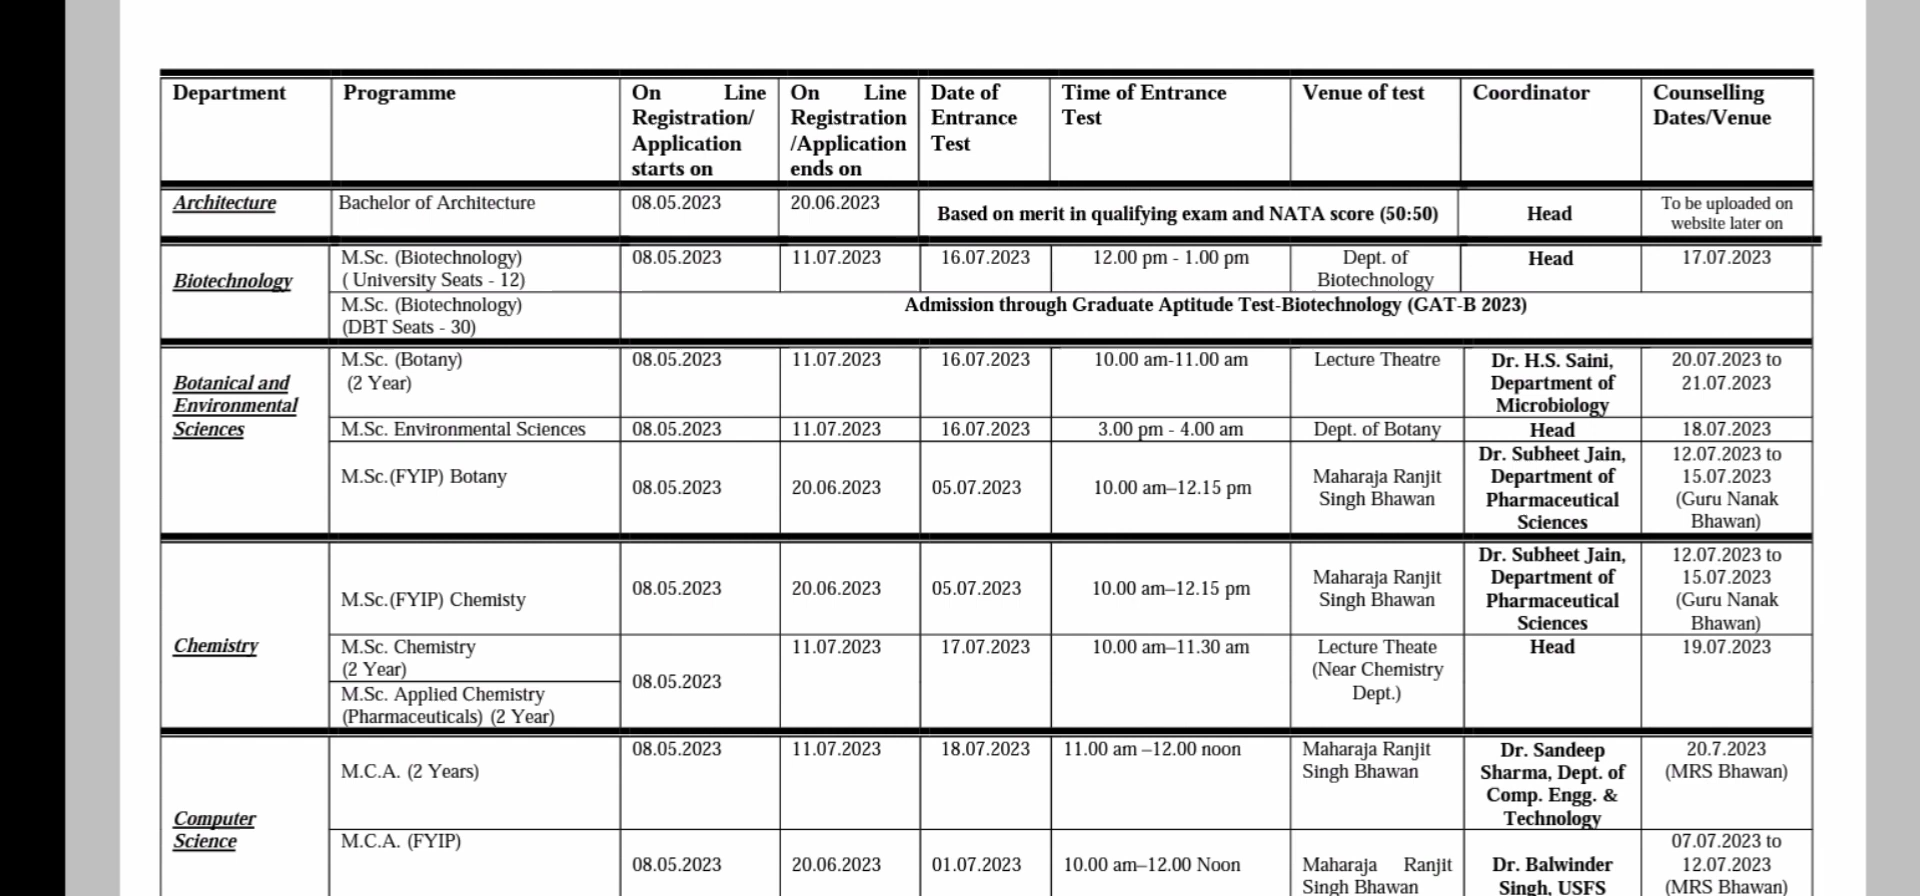 Department
Programme
On Line
Registration/
Application
starts on
On Line
Registration
/Application
ends on
Date of
Entrance
Test
Time of Entrance
Test
Venue of test
Coordinator
Counselling
Dates/Venue
Architecture
Bachelor of Architecture
08.05.2023
20.06.2023
Based on merit in qualifying exam and NATA score (50:50)
Head
To be uploaded on
website later on
Biotechnology
M.Sc. (Biotechnology)
( University Seats - 12)
08.05.2023
11.07.2023
16.07.2023
12.00 pm - 1.00 pm
Dept. of
Biotechnology
Head
17.07.2023
M.Sc. (Biotechnology)
(DBT Seats - 30)
Admission through Graduate Aptitude Test-Biotechnology (GAT-B 2023)
Botanical and
Environmental
Sciences
M.Sc. (Botany)
(2 Year)
08.05.2023
11.07.2023
16.07.2023
10.00 am-11.00 am
Lecture Theatre
Dr. H.S. Saini,
Department of
Microbiology
20.07.2023 to
21.07.2023
M.Sc. Environmental Sciences
08.05.2023
11.07.2023
16.07.2023
3.00 pm - 4.00 am
Dept. of Botany
Head
18.07.2023
M.Sc.(FYIP) Botany
08.05.2023
20.06.2023
05.07.2023
10.00 am–12.15 pm
Maharaja Ranjit
Singh Bhawan
Dr. Subheet Jain,
Department of
Pharmaceutical
Sciences
12.07.2023 to
15.07.2023
(Guru Nanak
Bhawan)
Chemistry
M.Sc.(FYIP) Chemisty
08.05.2023
20.06.2023
05.07.2023
10.00 am–12.15 pm
Maharaja Ranjit
Singh Bhawan
Dr. Subheet Jain,
Department of
Pharmaceutical
Sciences
12.07.2023 to
15.07.2023
(Guru Nanak
Bhawan)
M.Sc. Chemistry
(2 Year)
08.05.2023
11.07.2023
17.07.2023
10.00 am–11.30 am
Lecture Theate
(Near Chemistry
Dept.)
Head
19.07.2023
M.Sc. Applied Chemistry
(Pharmaceuticals) (2 Year)
Computer
Science
M.C.A. (2 Years)
08.05.2023
11.07.2023
18.07.2023
11.00 am –12.00 noon
Maharaja Ranjit
Singh Bhawan
Dr. Sandeep
Sharma, Dept. of
Comp. Engg. &
Technology
20.7.2023
(MRS Bhawan)
M.C.A. (FYIP)
08.05.2023
20.06.2023
01.07.2023
10.00 am–12.00 Noon
Maharaja Ranjit
Singh Bhawan
Dr. Balwinder
Singh, USFS
07.07.2023 to
12.07.2023
(MRS Bhawan)